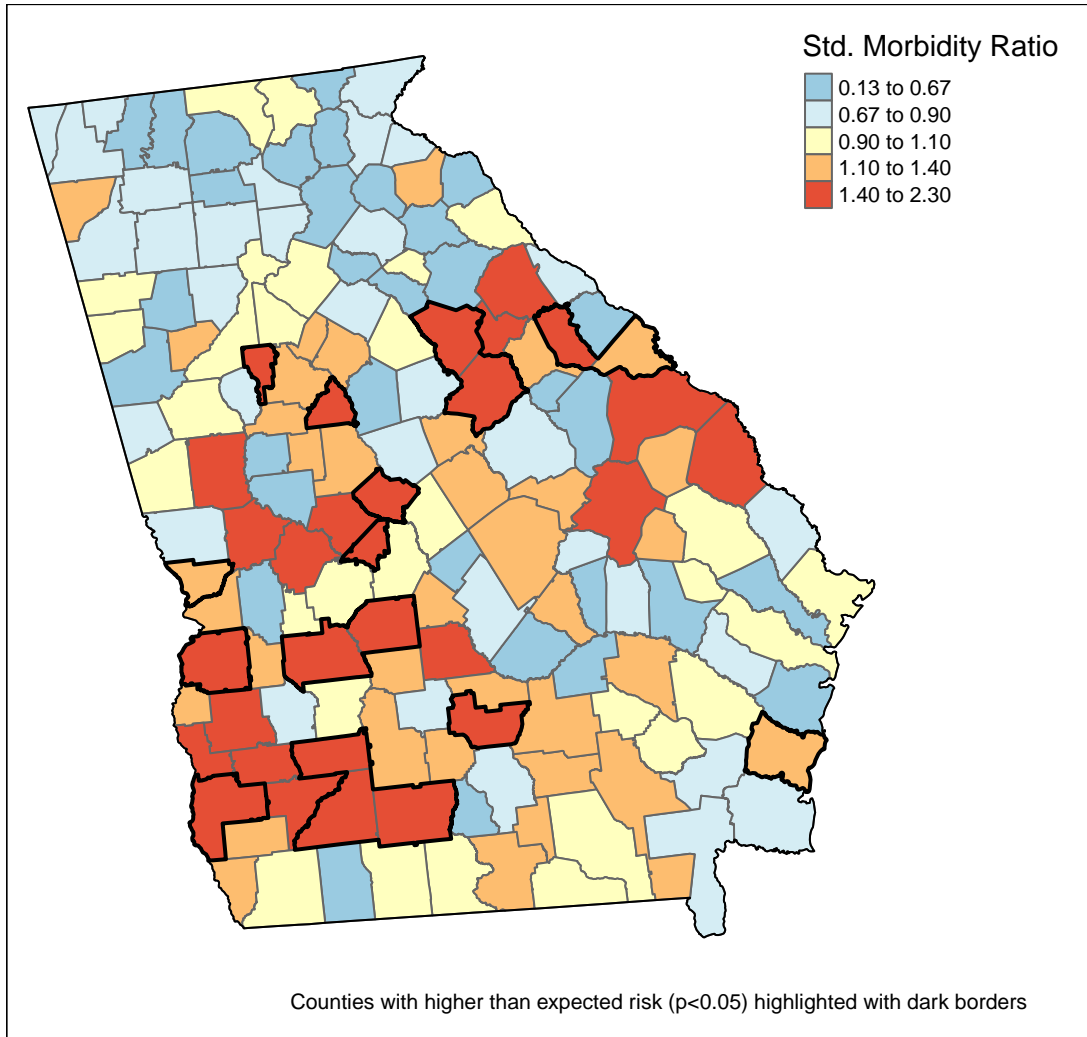 Std. Morbidity Ratio
0.13 to 0.67
0.67 to 0.90
0.90 to 1.10
1.10 to 1.40
1.40 to 2.30
Counties with higher than expected risk (p<0.05) highlighted with dark borders